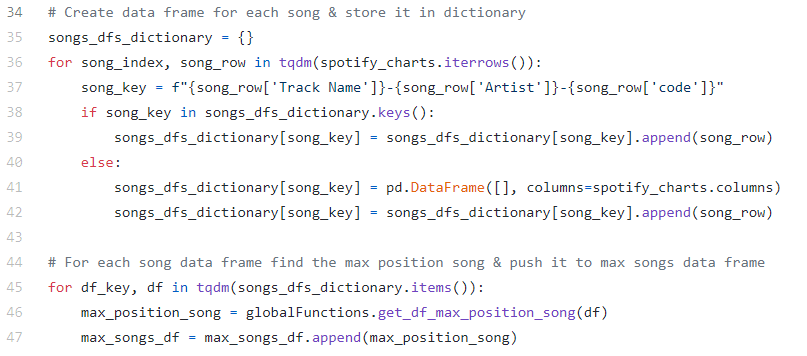 34 # Create data frame for each song & store it in dictionary
35 songs_dfs_dictionary = {}
36 for song_index, song_row in tqdm(spotify_charts.iterrows()):
37     song_key = f"{song_row['Track Name']}-{song_row['Artist']}-{song_row['code']}"
38     if song_key in songs_dfs_dictionary.keys():
39         songs_dfs_dictionary[song_key] = songs_dfs_dictionary[song_key].append(song_row)
40     else:
41         songs_dfs_dictionary[song_key] = pd.DataFrame([], columns=spotify_charts.columns)
42         songs_dfs_dictionary[song_key] = songs_dfs_dictionary[song_key].append(song_row)
43
44 # For each song data frame find the max position song & push it to max songs data frame
45 for df_key, df in tqdm(songs_dfs_dictionary.items()):
46     max_position_song = globalFunctions.get_df_max_position_song(df)
47     max_songs_df = max_songs_df.append(max_position_song)